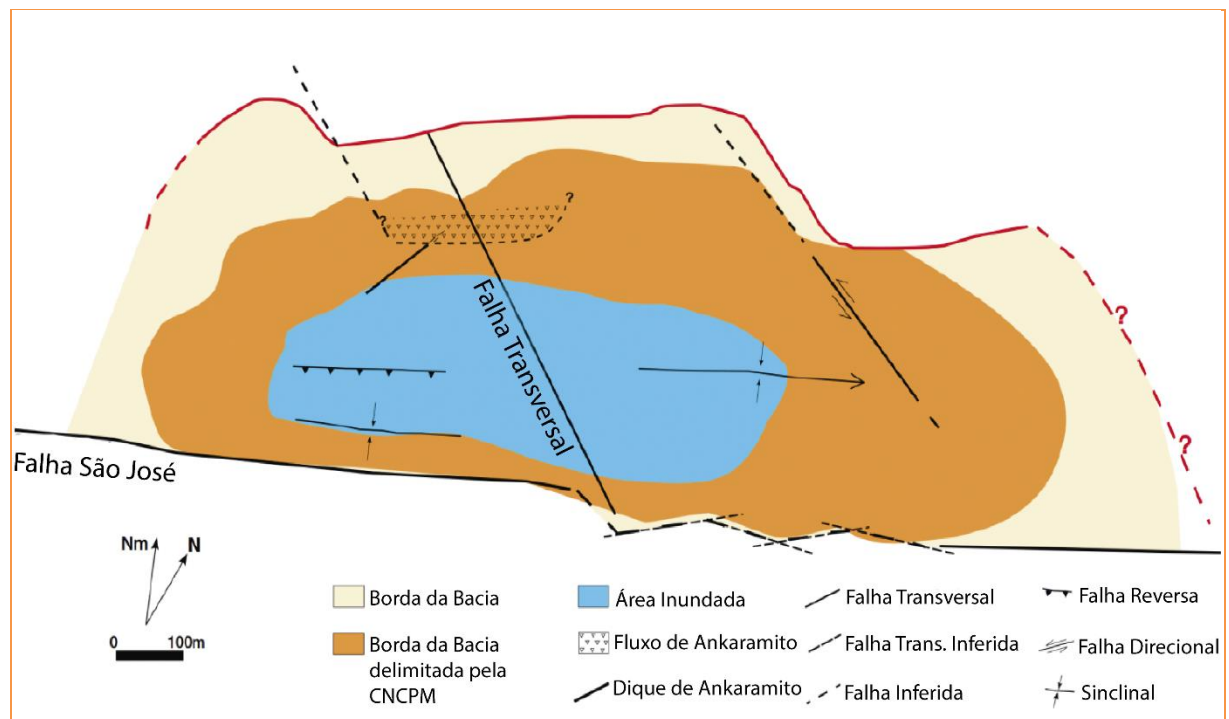 ?
?
?
?
Falha Transversal
Falha São José
Nm
N
0 100m
Borda da Bacia
Borda da Bacia
delimitada pela
CNCPM
Área Inundada
Fluxo de Ankaramito
Dique de Ankaramito
Falha Transversal
Falha Trans. Inferida
Falha Inferida
Falha Reversa
Falha Direcional
Sinclinal